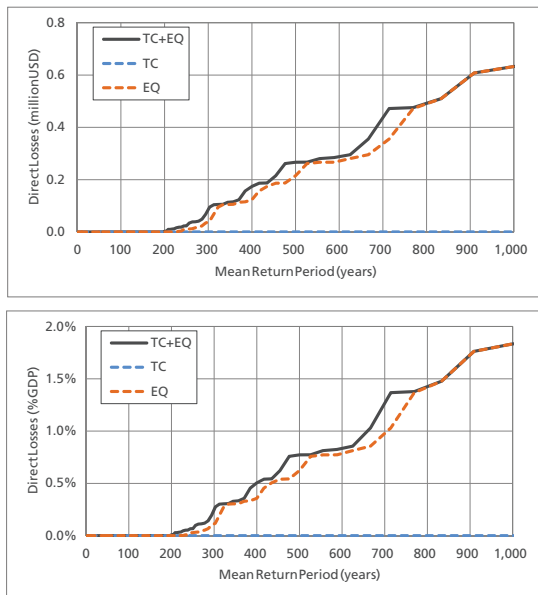 0.8
0.6
0.4
0.2
0.0
Direct Losses (million USD)
TC+EQ
TC
EQ
0 100 200 300 400 500 600 700 800 900 1,000
Mean Return Period (years)
2.0%
1.5%
1.0%
0.5%
0.0%
Direct Losses (%GDP)
TC+EQ
TC
EQ
0 100 200 300 400 500 600 700 800 900 1,000
Mean Return Period (years)